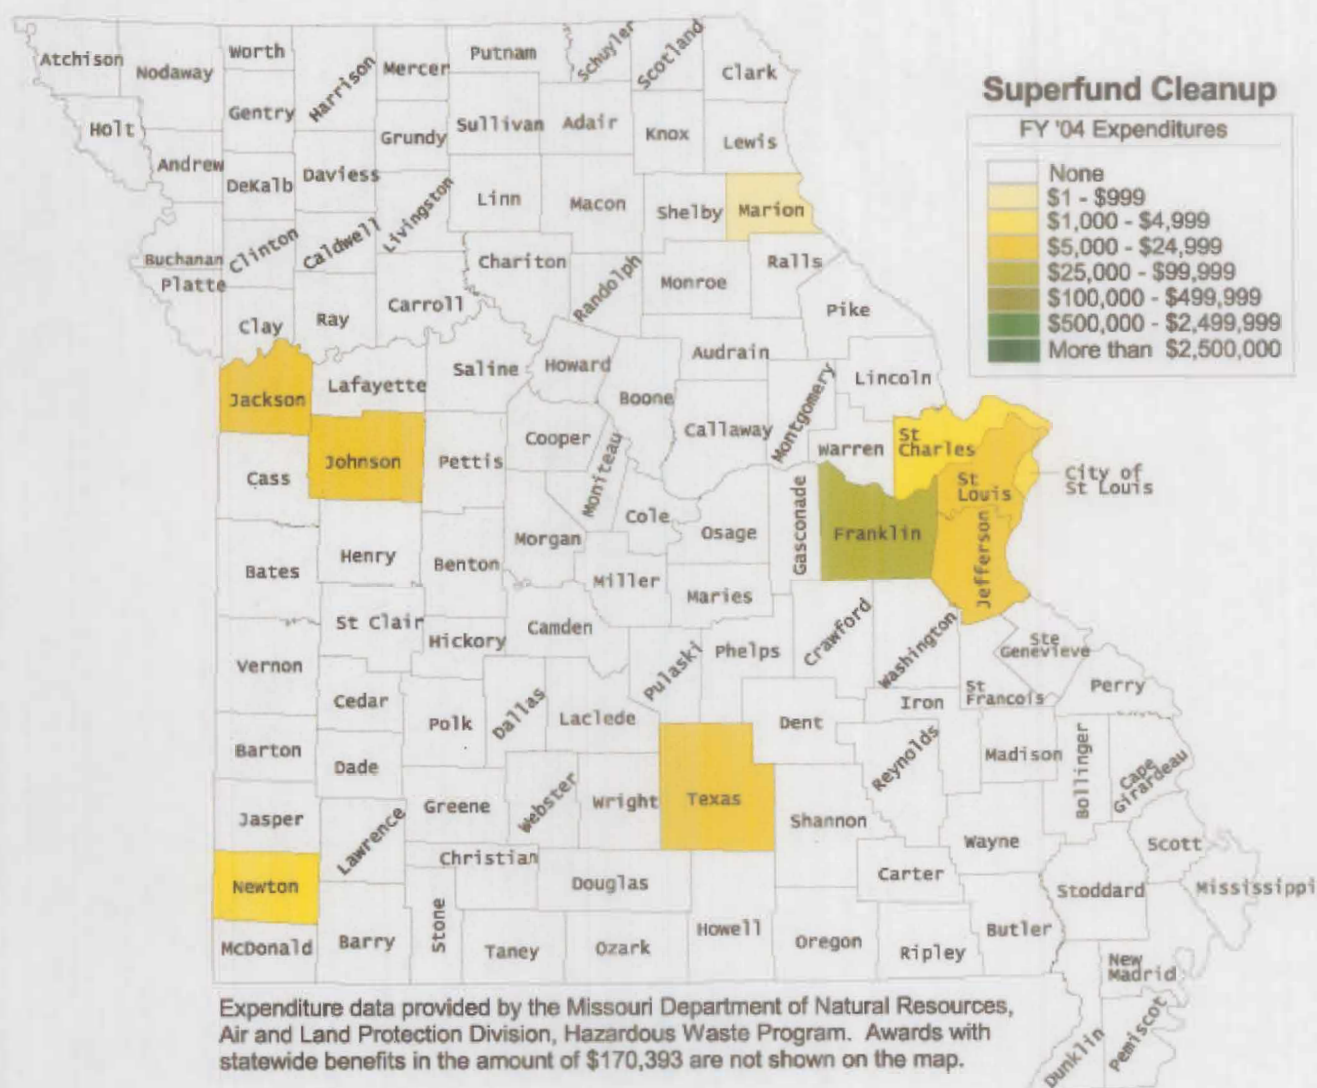 Superfund Cleanup
FY '04 Expenditures
None
$1 - $999
$1,000 - $4,999
$5,000 - $24,999
$25,000 - $99,999
$100,000 - $499,999
$500,000 - $2,499,999
More than $2,500,000
Atchison
Nodaway
Worth
Harrison
Mercer
Putnam
Schuyler
Scotland
Clark
Holt
Gentry
Grundy
Sullivan
Adair
Knox
Lewis
Andrew
DeKalb
Daviess
Livingston
Linn
Macon
Shelby
Marion
Buchanan
Clinton
Caldwell
Chariton
Randolph
Monroe
Ralls
Platte
Clay
Ray
Carroll
Pike
Jackson
Lafayette
Saline
Howard
Boone
Audrain
Montgomery
Lincoln
Cass
Johnson
Pettis
Cooper
Moniteau
Callaway
Warren
St
Charles
St
Louis
City of
St Louis
Bates
Henry
Benton
Morgan
Cole
Osage
Gasconade
Franklin
Jefferson
Miller
Maries
St Clair
Hickory
Camden
Pulaski
Phelps
Crawford
Washington
Ste
Genevieve
Vernon
Cedar
Polk
Dallas
Laclede
Dent
Iron
St
Francois
Perry
Barton
Dade
Reynolds
Madison
Bollinger
Cape
Girardeau
Jasper
Lawrence
Greene
Webster
Wright
Texas
Shannon
Wayne
Scott
Newton
Christian
Douglas
Carter
Stoddard
Mississippi
McDonald
Barry
Stone
Taney
Ozark
Howell
Oregon
Ripley
Butler
New
Madrid
Dunklin
Pemiscot
Expenditure data provided by the Missouri Department of Natural Resources,
Air and Land Protection Division, Hazardous Waste Program. Awards with
statewide benefits in the amount of $170,393 are not shown on the map.